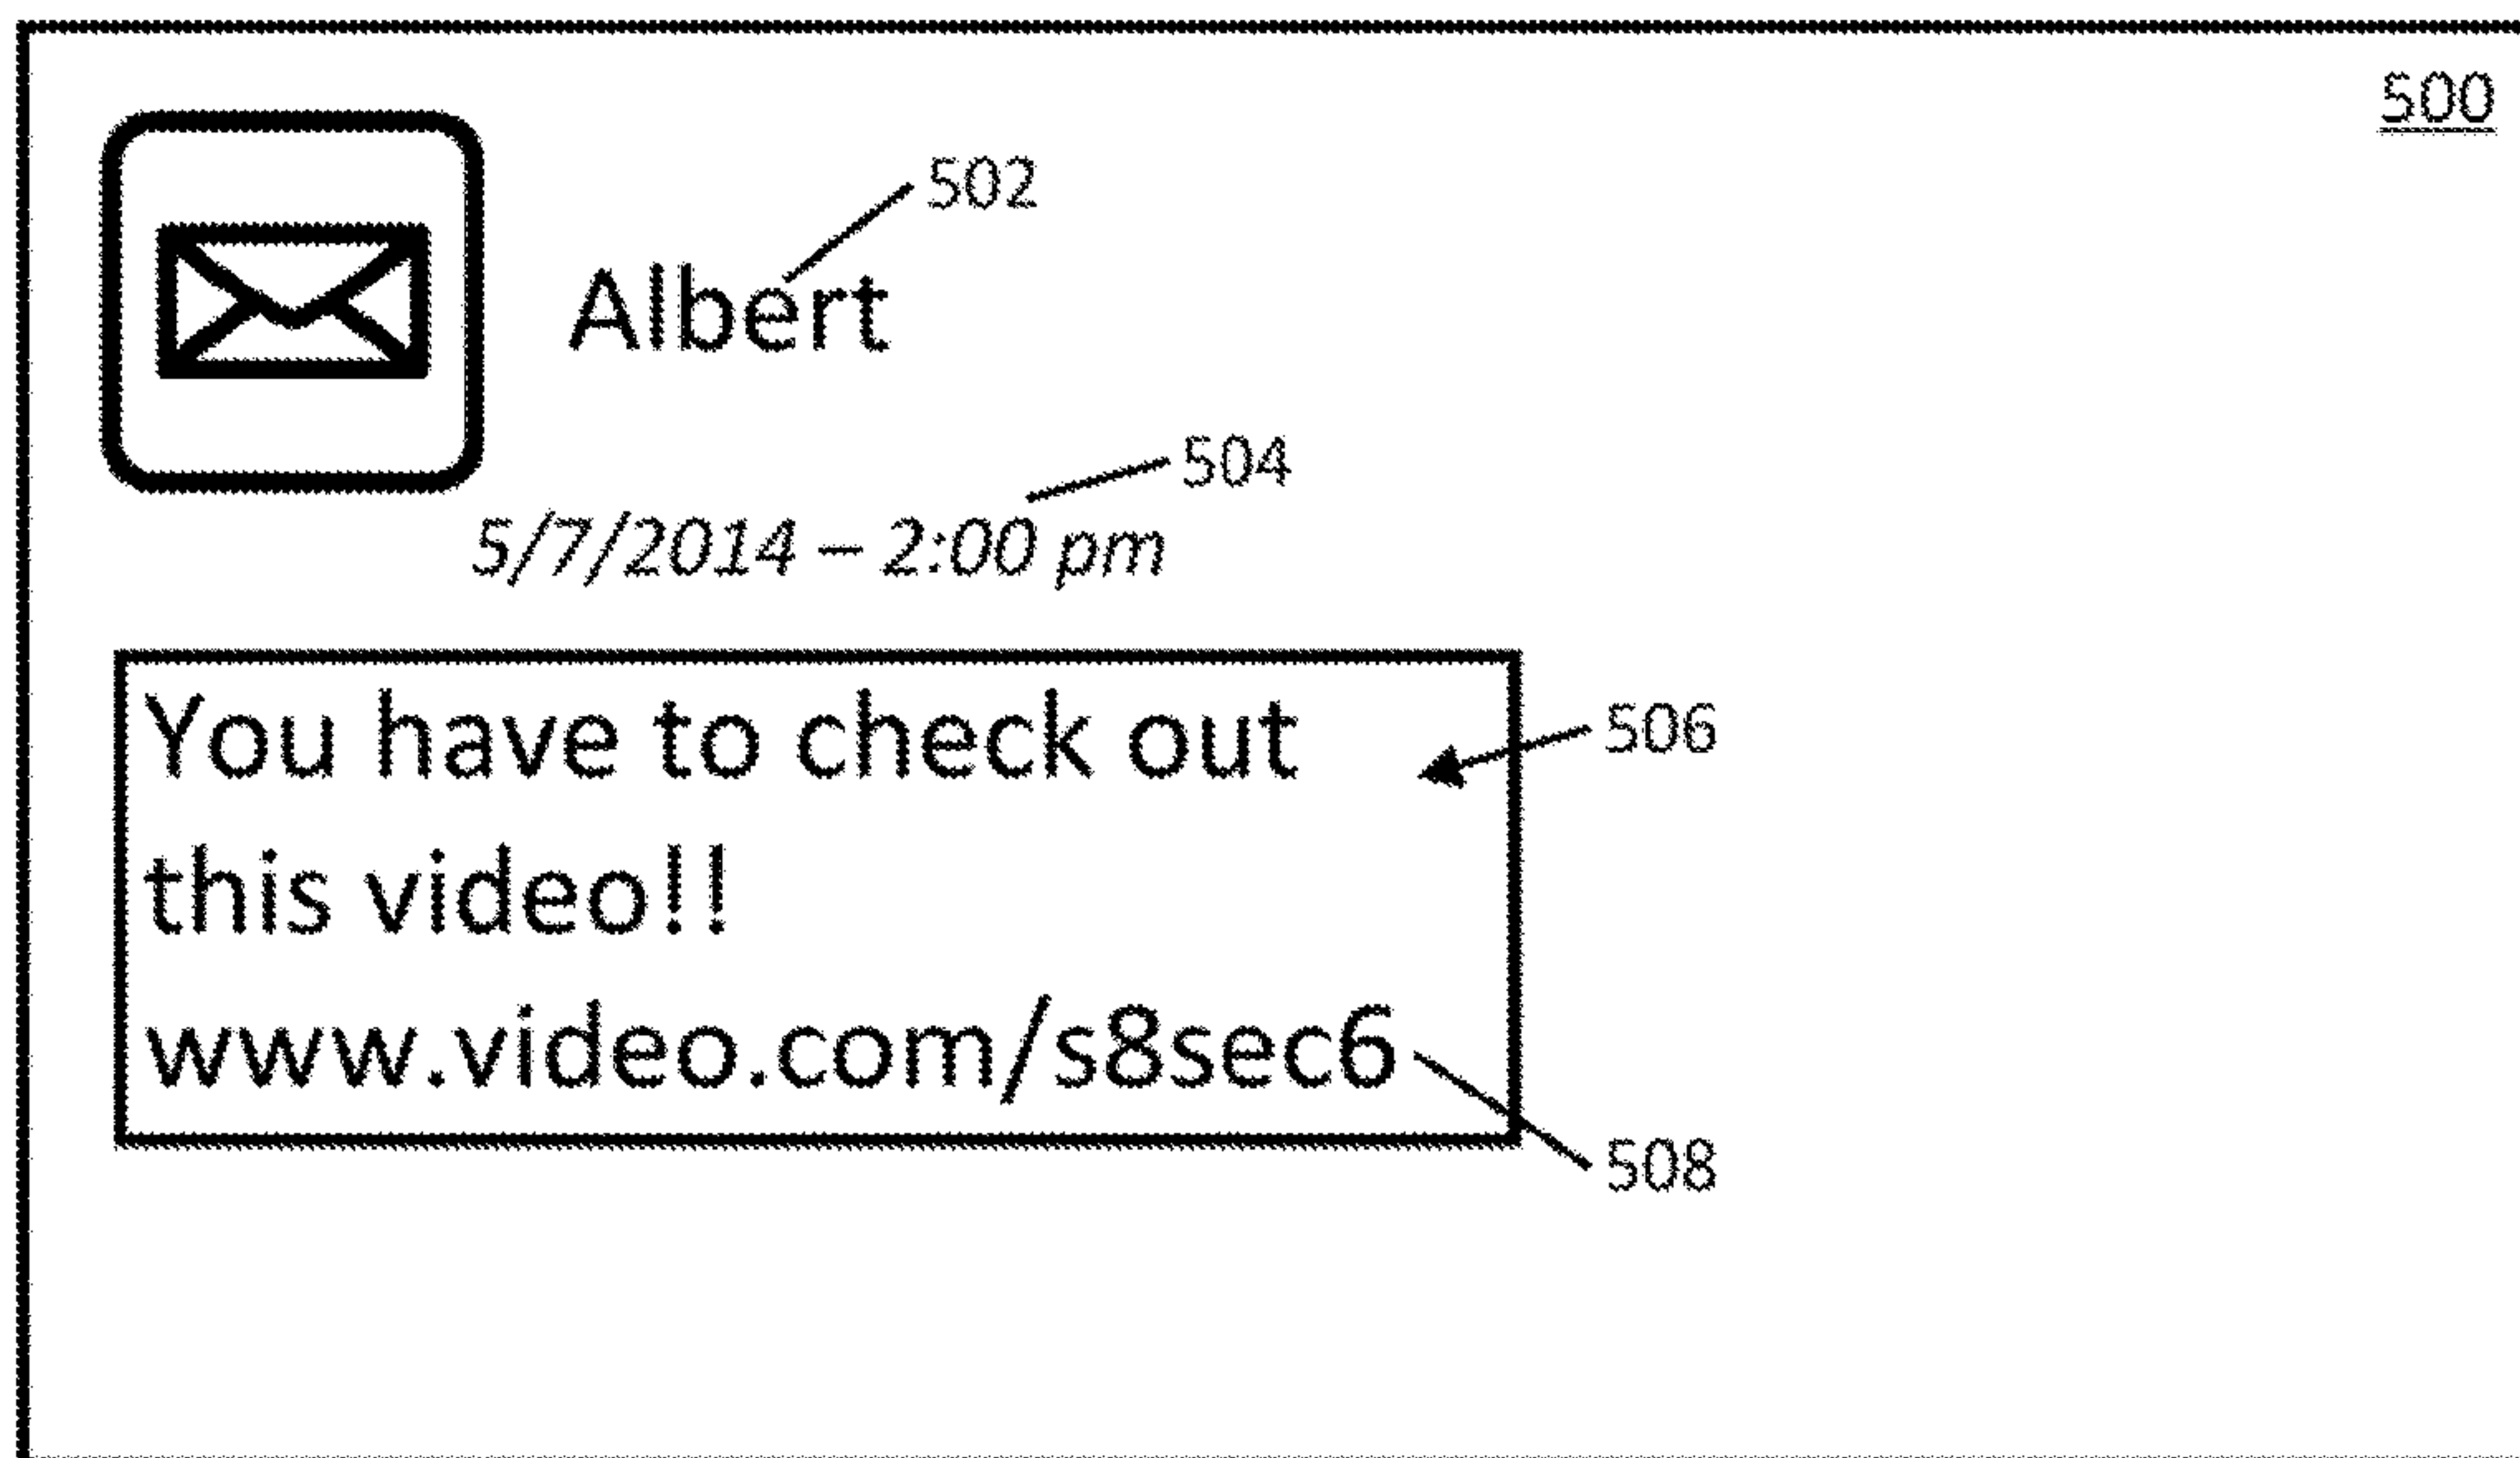 500
502
Albert
504
5/7/2014 – 2:00 pm
You have to check out
506
this video!!
www.video.com/s8sec6
508